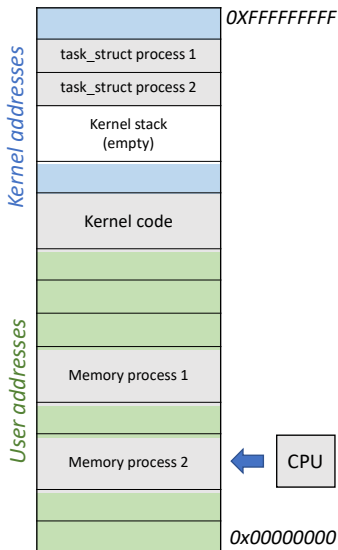 0XFFFFFFFFF
task_struct process 1
task_struct process 2
Kernel stack
(empty)
Kernel code
Kernel addresses
Memory process 1
Memory process 2
CPU
User addresses
0x00000000